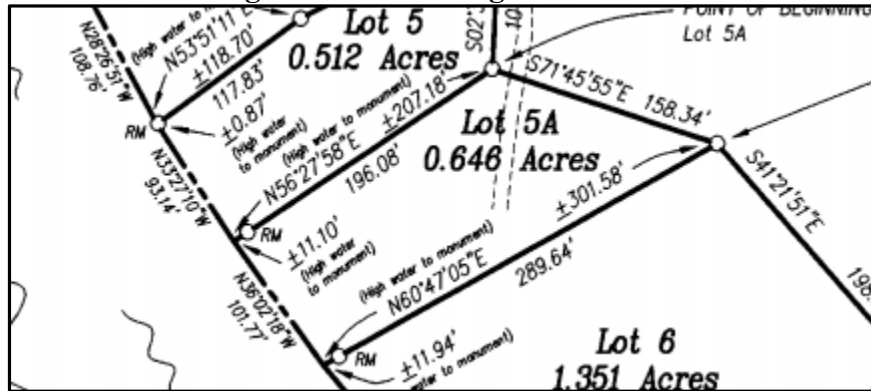 N28°26'51"W
108.76'
(High water to monument)
N53°51'11"E
±118.70'
117.83'
RM
±0.87'
(High water
to monument)
Lot 5
0.512 Acres
S02°
POINT OF BEGINNING
Lot 5A
S71°45'55"E 158.34'
(High water to monument)
±207.18'
N56°27'58"E
196.08'
Lot 5A
0.646 Acres
N33°27'10"W
93.14'
RM
±11.10'
(High water
to monument)
±301.58'
S41°21'51"E
198.
(High water to monument)
N60°47'05"E
289.64'
N36°02'18"W
101.77'
RM
±11.94'
(High water
to monument)
Lot 6
1.351 Acres